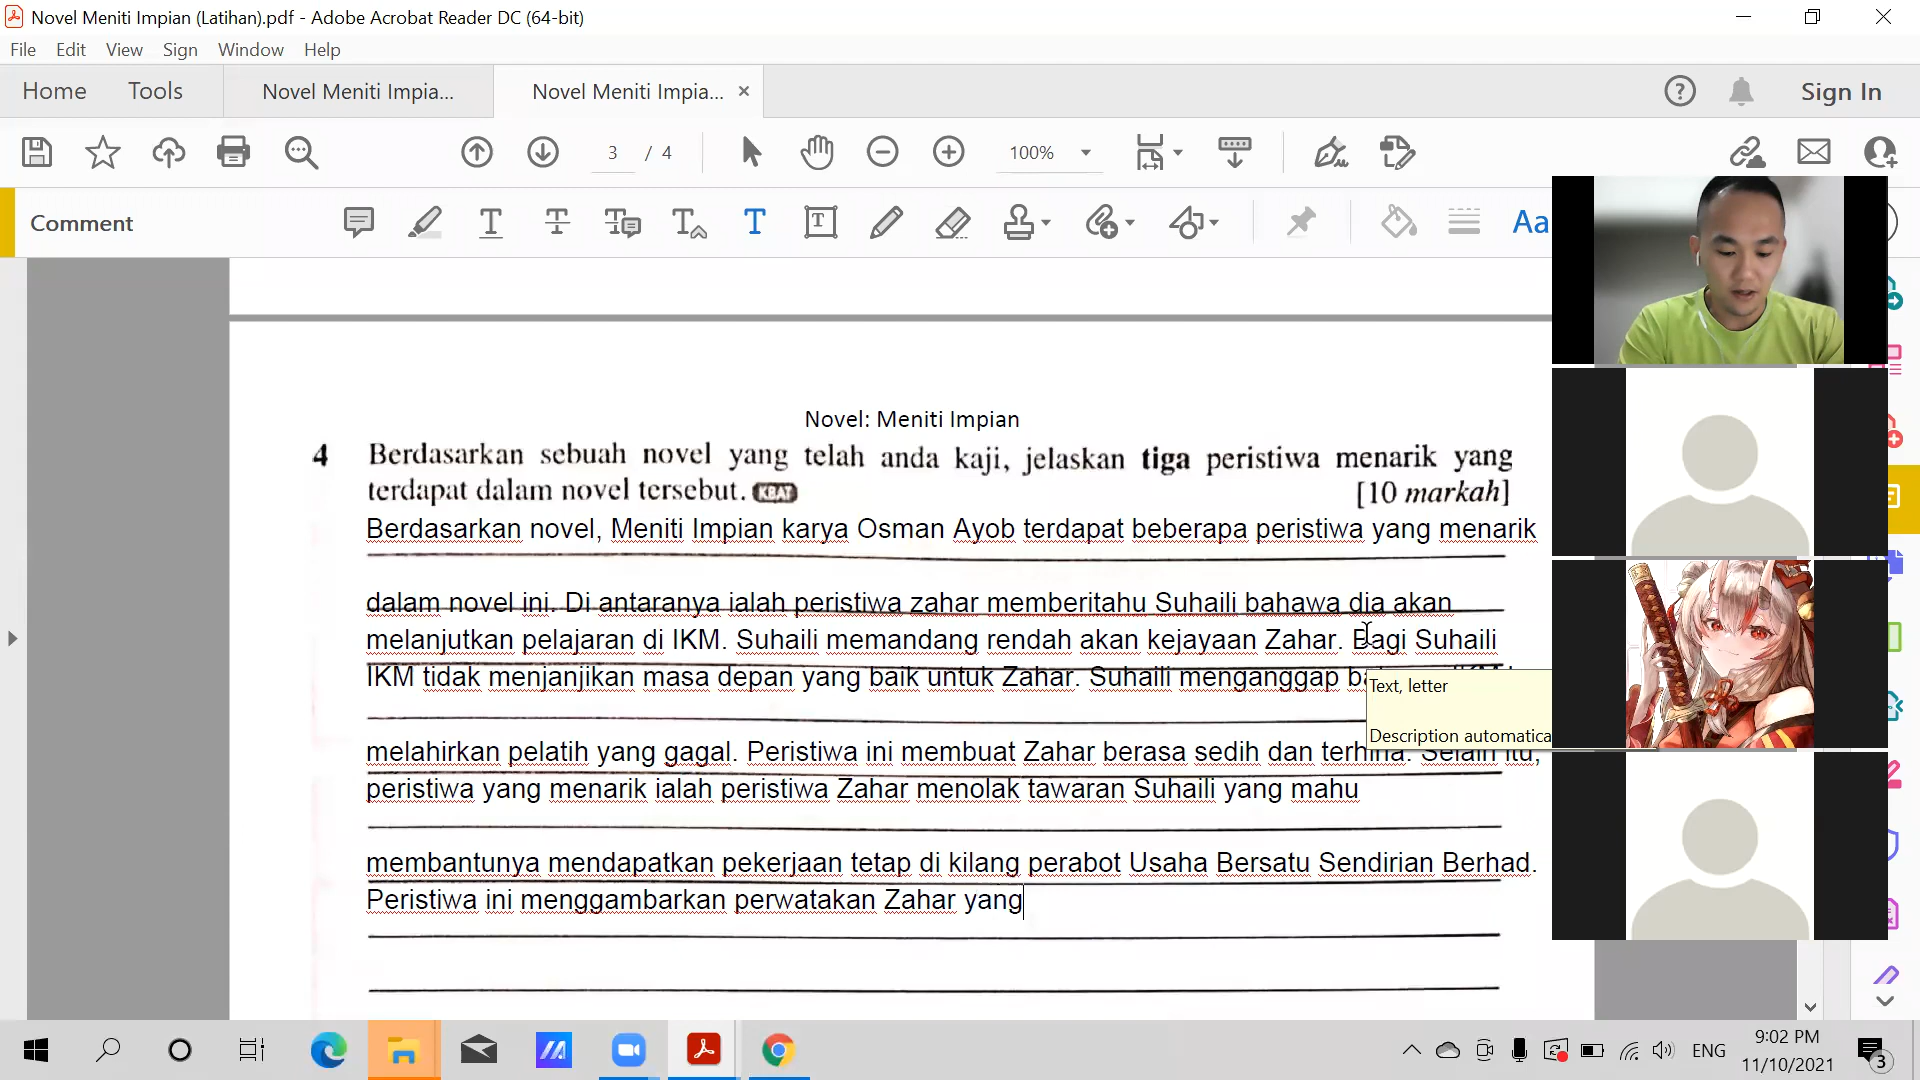 Novel Meniti Impian (Latihan).pdf - Adobe Acrobat Reader DC (64-bit)
File Edit View Sign Window Help
Home Tools Novel Meniti Impia... Novel Meniti Impia... × Sign In
3 / 4 100%
Comment Aa
Novel: Meniti Impian
4 Berdasarkan sebuah novel yang telah anda kaji, jelaskan tiga peristiwa menarik yang
terdapat dalam novel tersebut. KBAT [10 markah]
Berdasarkan novel, Meniti Impian karya Osman Ayob terdapat beberapa peristiwa yang menarik
dalam novel ini. Di antaranya ialah peristiwa zahar memberitahu Suhaili bahawa dia akan
melanjutkan pelajaran di IKM. Suhaili memandang rendah akan kejayaan Zahar. Bagi Suhaili
IKM tidak menjanjikan masa depan yang baik untuk Zahar. Suhaili menganggap
Text, letter
Description automatica
melahirkan pelatih yang gagal. Peristiwa ini membuat Zahar berasa sedih dan terhina. Selain itu,
peristiwa yang menarik ialah peristiwa Zahar menolak tawaran Suhaili yang mahu
membantunya mendapatkan pekerjaan tetap di kilang perabot Usaha Bersatu Sendirian Berhad.
Peristiwa ini menggambarkan perwatakan Zahar yang
ENG
9:02 PM
11/10/2021
3